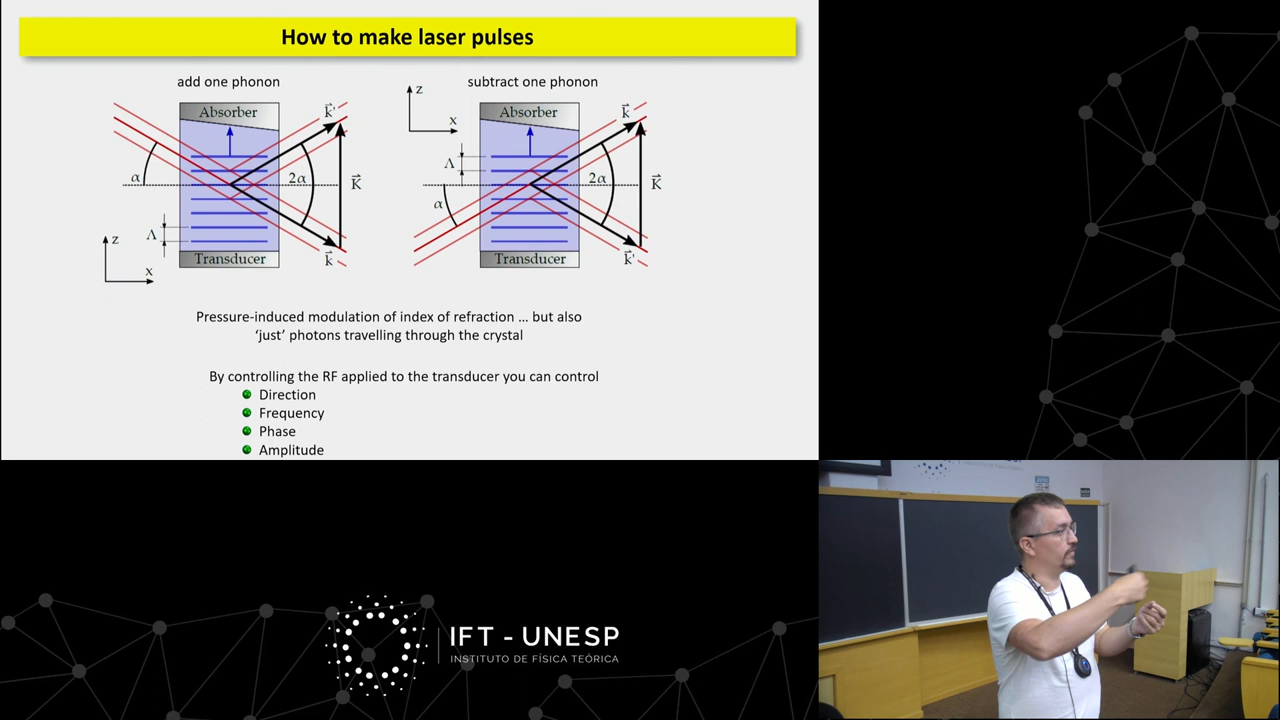 How to make laser pulses
add one phonon
Absorber
k⃗'
α
2α
K⃗
Λ
z
x
Transducer
k⃗
subtract one phonon
z
x
Absorber
k⃗
Λ
α
2α
K⃗
Transducer
k⃗'
Pressure-induced modulation of index of refraction ... but also
‘just’ photons travelling through the crystal
By controlling the RF applied to the transducer you can control
Direction
Frequency
Phase
Amplitude
IFT - UNESP
INSTITUTO DE FÍSICA TEÓRICA